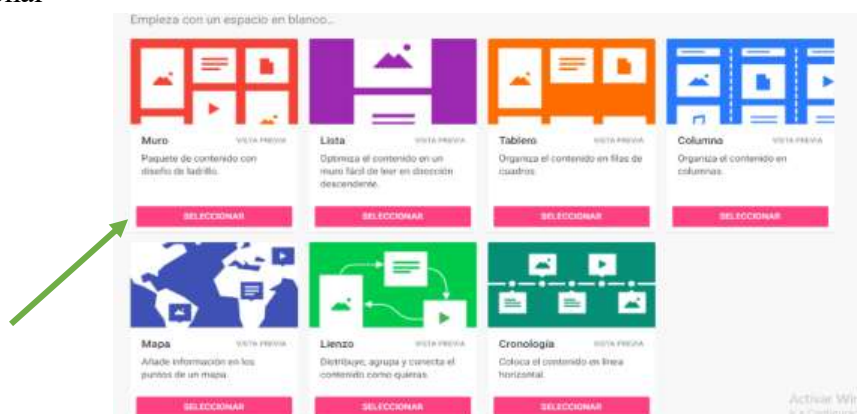 Empieza con un espacio en blanco...
Muro VISTA PREVIA
Paquete de contenido con
diseño de ladrillo.
SELECCIONAR
Lista VISTA PREVIA
Optimiza el contenido en un
muro fácil de leer en dirección
descendente.
SELECCIONAR
Tablero VISTA PREVIA
Organiza el contenido en filas de
cuadros.
SELECCIONAR
Columna VISTA PREVIA
Organiza el contenido en
columnas.
SELECCIONAR
Mapa VISTA PREVIA
Añade información en los
puntos de un mapa.
SELECCIONAR
Lienzo VISTA PREVIA
Distribuye, agrupa y conecta el
contenido como quieras.
SELECCIONAR
Cronología VISTA PREVIA
Coloca el contenido en línea
horizontal.
SELECCIONAR
Activar Win